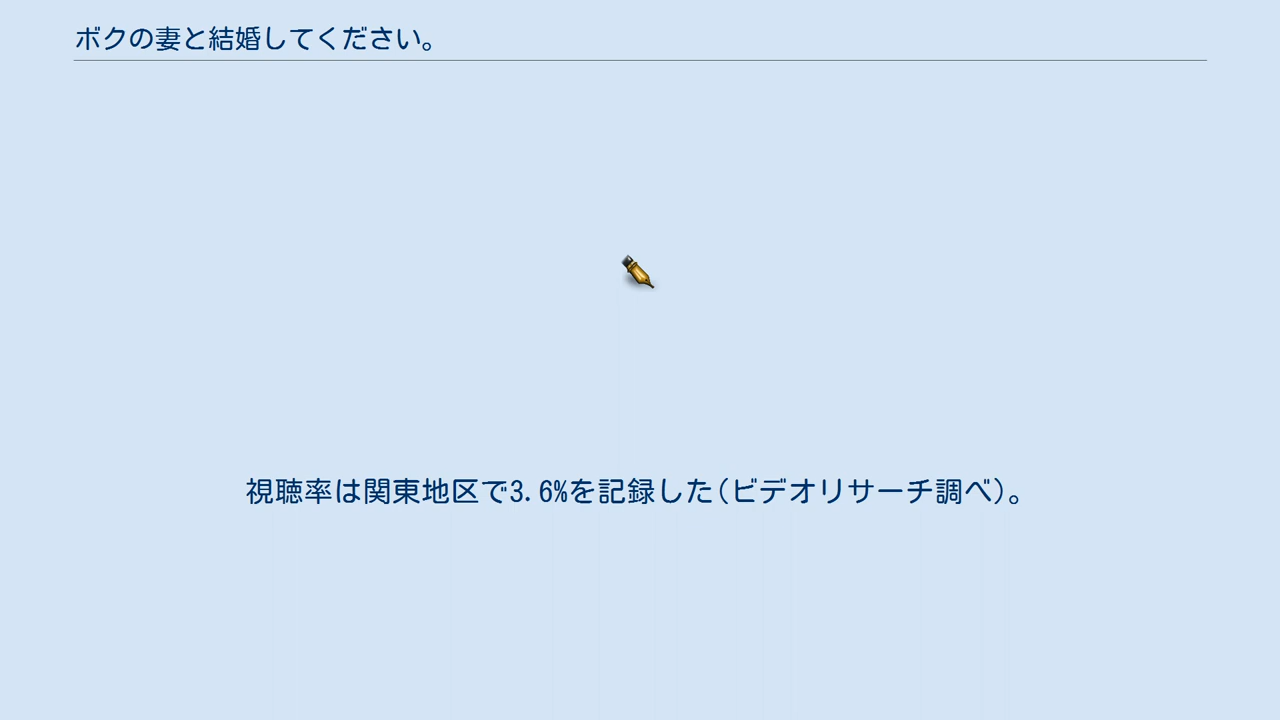 ボクの妻と結婚してください。
視聴率は関東地区で3.6%を記録した(ビデオリサーチ調べ)。